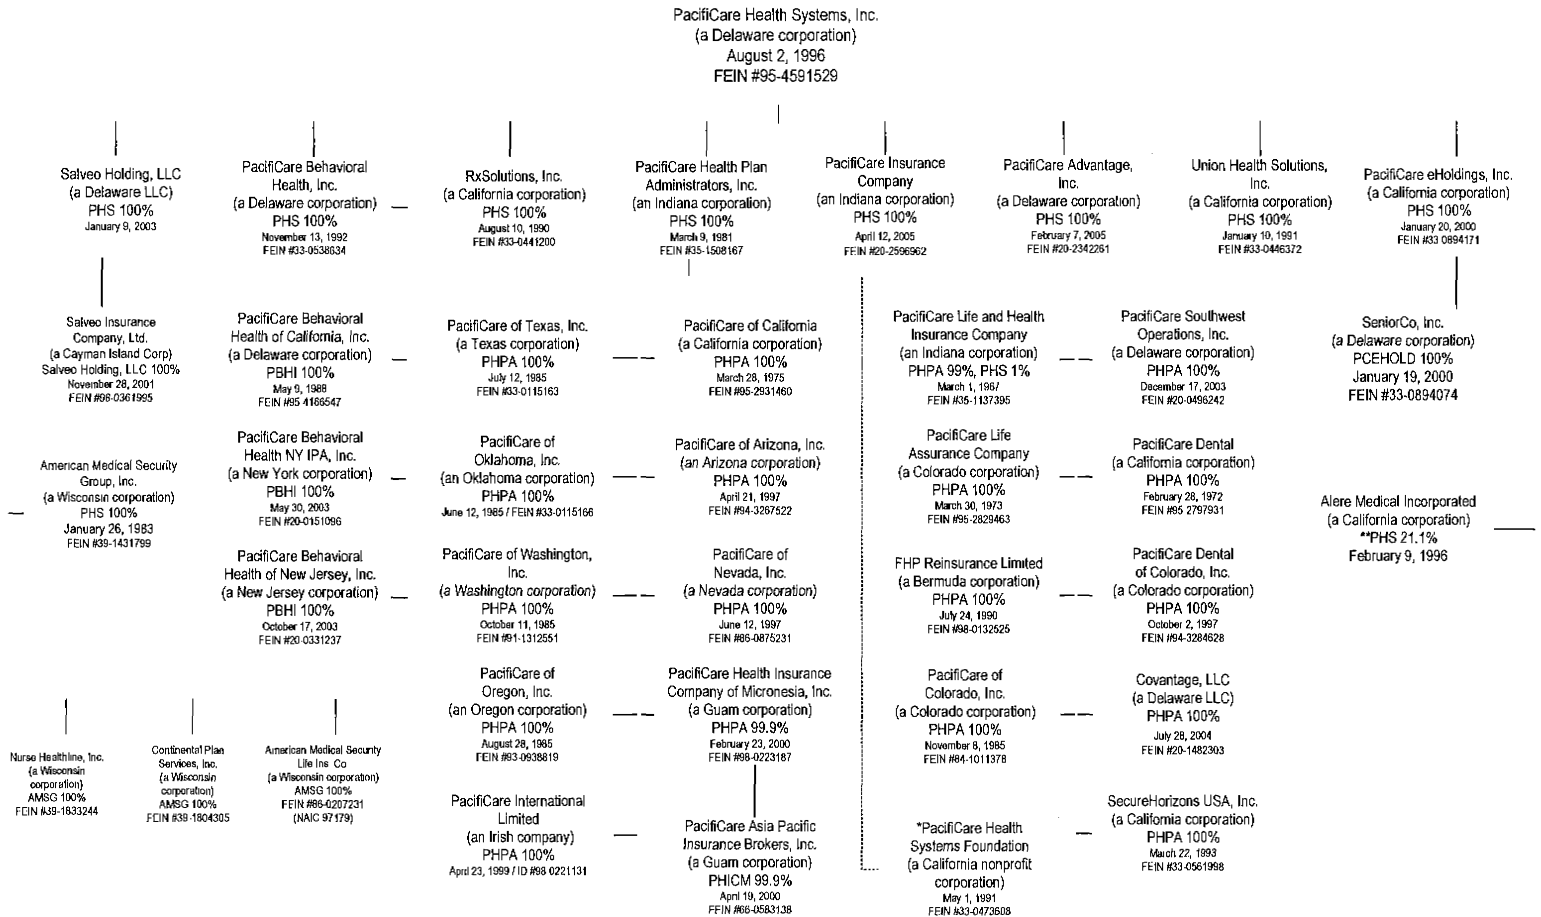 PacifiCare Health Systems, Inc.
(a Delaware corporation)
August 2, 1996
FEIN #95-4591529
Salveo Holding, LLC
(a Delaware LLC)
PHS 100%
January 9, 2003
PacifiCare Behavioral
Health, Inc.
(a Delaware corporation)
PHS 100%
November 13, 1992
FEIN #33-0538634
RxSolutions, Inc.
(a California corporation)
PHS 100%
August 10, 1990
FEIN #33-0441200
PacifiCare Health Plan
Administrators, Inc.
(an Indiana corporation)
PHS 100%
March 9, 1981
FEIN #35-1508167
PacifiCare Insurance
Company
(an Indiana corporation)
PHS 100%
April 12, 2005
FEIN #20-2596962
PacifiCare Advantage,
Inc.
(a Delaware corporation)
PHS 100%
February 7, 2005
FEIN #20-2342261
Union Health Solutions,
Inc.
(a California corporation)
PHS 100%
January 10, 1991
FEIN #33-0446372
PacifiCare eHoldings, Inc.
(a California corporation)
PHS 100%
January 20, 2000
FEIN #33 0894171
Salveo Insurance
Company, Ltd.
(a Cayman Island Corp)
Salveo Holding, LLC 100%
November 28, 2001
FEIN #98-0361995
PacifiCare Behavioral
Health of California, Inc.
(a Delaware corporation)
PBHI 100%
May 9, 1988
FEIN #95 4166547
PacifiCare of Texas, Inc.
(a Texas corporation)
PHPA 100%
July 12, 1985
FEIN #33-0115163
PacifiCare of California
(a California corporation)
PHPA 100%
March 28, 1975
FEIN #95-2931460
PacifiCare Life and Health
Insurance Company
(an Indiana corporation)
PHPA 99%, PHS 1%
March 1, 1967
FEIN #35-1137395
PacifiCare Southwest
Operations, Inc.
(a Delaware corporation)
PHPA 100%
December 17, 2003
FEIN #20-0496242
SeniorCo, Inc.
(a Delaware corporation)
PCEHOLD 100%
January 19, 2000
FEIN #33-0894074
American Medical Security
Group, Inc.
(a Wisconsin corporation)
PHS 100%
January 26, 1983
FEIN #39-1431799
PacifiCare Behavioral
Health NY IPA, Inc.
(a New York corporation)
PBHI 100%
May 30, 2003
FEIN #20-0151096
PacifiCare of
Oklahoma, Inc.
(an Oklahoma corporation)
PHPA 100%
June 12, 1985 / FEIN #33-0115166
PacifiCare of Arizona, Inc.
(an Arizona corporation)
PHPA 100%
April 21, 1997
FEIN #94-3267522
PacifiCare Life
Assurance Company
(a Colorado corporation)
PHPA 100%
March 30, 1973
FEIN #95-2829463
PacifiCare Dental
(a California corporation)
PHPA 100%
February 28, 1972
FEIN #95 2797931
Alere Medical Incorporated
(a California corporation)
**PHS 21.1%
February 9, 1996
PacifiCare Behavioral
Health of New Jersey, Inc.
(a New Jersey corporation)
PBHI 100%
October 17, 2003
FEIN #20-0331237
PacifiCare of Washington,
Inc.
(a Washington corporation)
PHPA 100%
October 11, 1985
FEIN #91-1312551
PacifiCare of
Nevada, Inc.
(a Nevada corporation)
PHPA 100%
June 12, 1997
FEIN #86-0875231
FHP Reinsurance Limited
(a Bermuda corporation)
PHPA 100%
July 24, 1990
FEIN #98-0132525
PacifiCare Dental
of Colorado, Inc.
(a Colorado corporation)
PHPA 100%
October 2, 1997
FEIN #94-3284628
PacifiCare of
Oregon, Inc.
(an Oregon corporation)
PHPA 100%
August 28, 1985
FEIN #93-0938819
PacifiCare Health Insurance
Company of Micronesia, Inc.
(a Guam corporation)
PHPA 99.9%
February 23, 2000
FEIN #98-0223187
PacifiCare of
Colorado, Inc.
(a Colorado corporation)
PHPA 100%
November 8, 1985
FEIN #84-1011378
Covantage, LLC
(a Delaware LLC)
PHPA 100%
July 28, 2004
FEIN #20-1482303
Nurse Healthline, Inc.
(a Wisconsin
corporation)
AMSG 100%
FEIN #39-1833244
Continental Plan
Services, Inc.
(a Wisconsin
corporation)
AMSG 100%
FEIN #39-1804305
American Medical Security
Life Ins Co
(a Wisconsin corporation)
AMSG 100%
FEIN #86-0207231
(NAIC 97179)
PacifiCare International
Limited
(an Irish company)
PHPA 100%
April 23, 1999 / ID #98 0221131
PacifiCare Asia Pacific
Insurance Brokers, Inc.
(a Guam corporation)
PHICM 99.9%
April 19, 2000
FEIN #66-0583138
*PacifiCare Health
Systems Foundation
(a California nonprofit
corporation)
May 1, 1991
FEIN #33-0473608
SecureHorizons USA, Inc.
(a California corporation)
PHPA 100%
March 22, 1993
FEIN #33-0561998